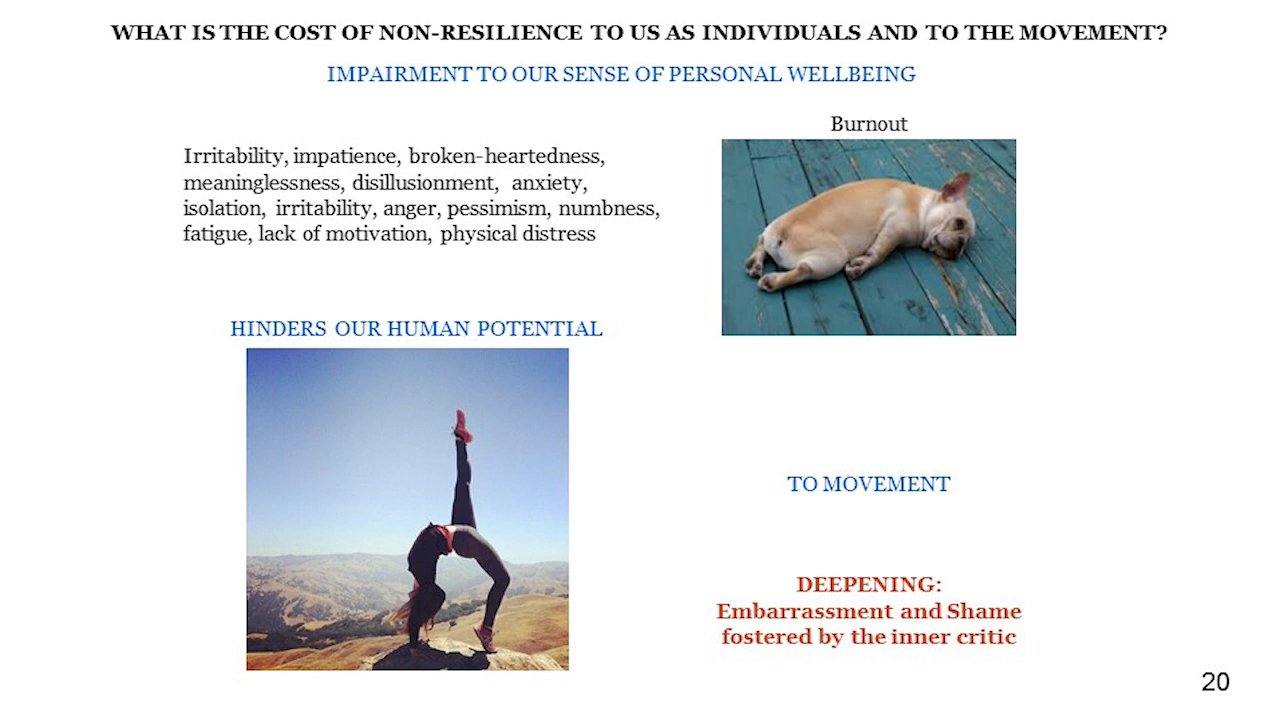 WHAT IS THE COST OF NON-RESILIENCE TO US AS INDIVIDUALS AND TO THE MOVEMENT?
IMPAIRMENT TO OUR SENSE OF PERSONAL WELLBEING
Burnout
Irritability, impatience, broken-heartedness,
meaninglessness, disillusionment, anxiety,
isolation, irritability, anger, pessimism, numbness,
fatigue, lack of motivation, physical distress
HINDERS OUR HUMAN POTENTIAL
TO MOVEMENT
DEEPENING:
Embarrassment and Shame
fostered by the inner critic
20